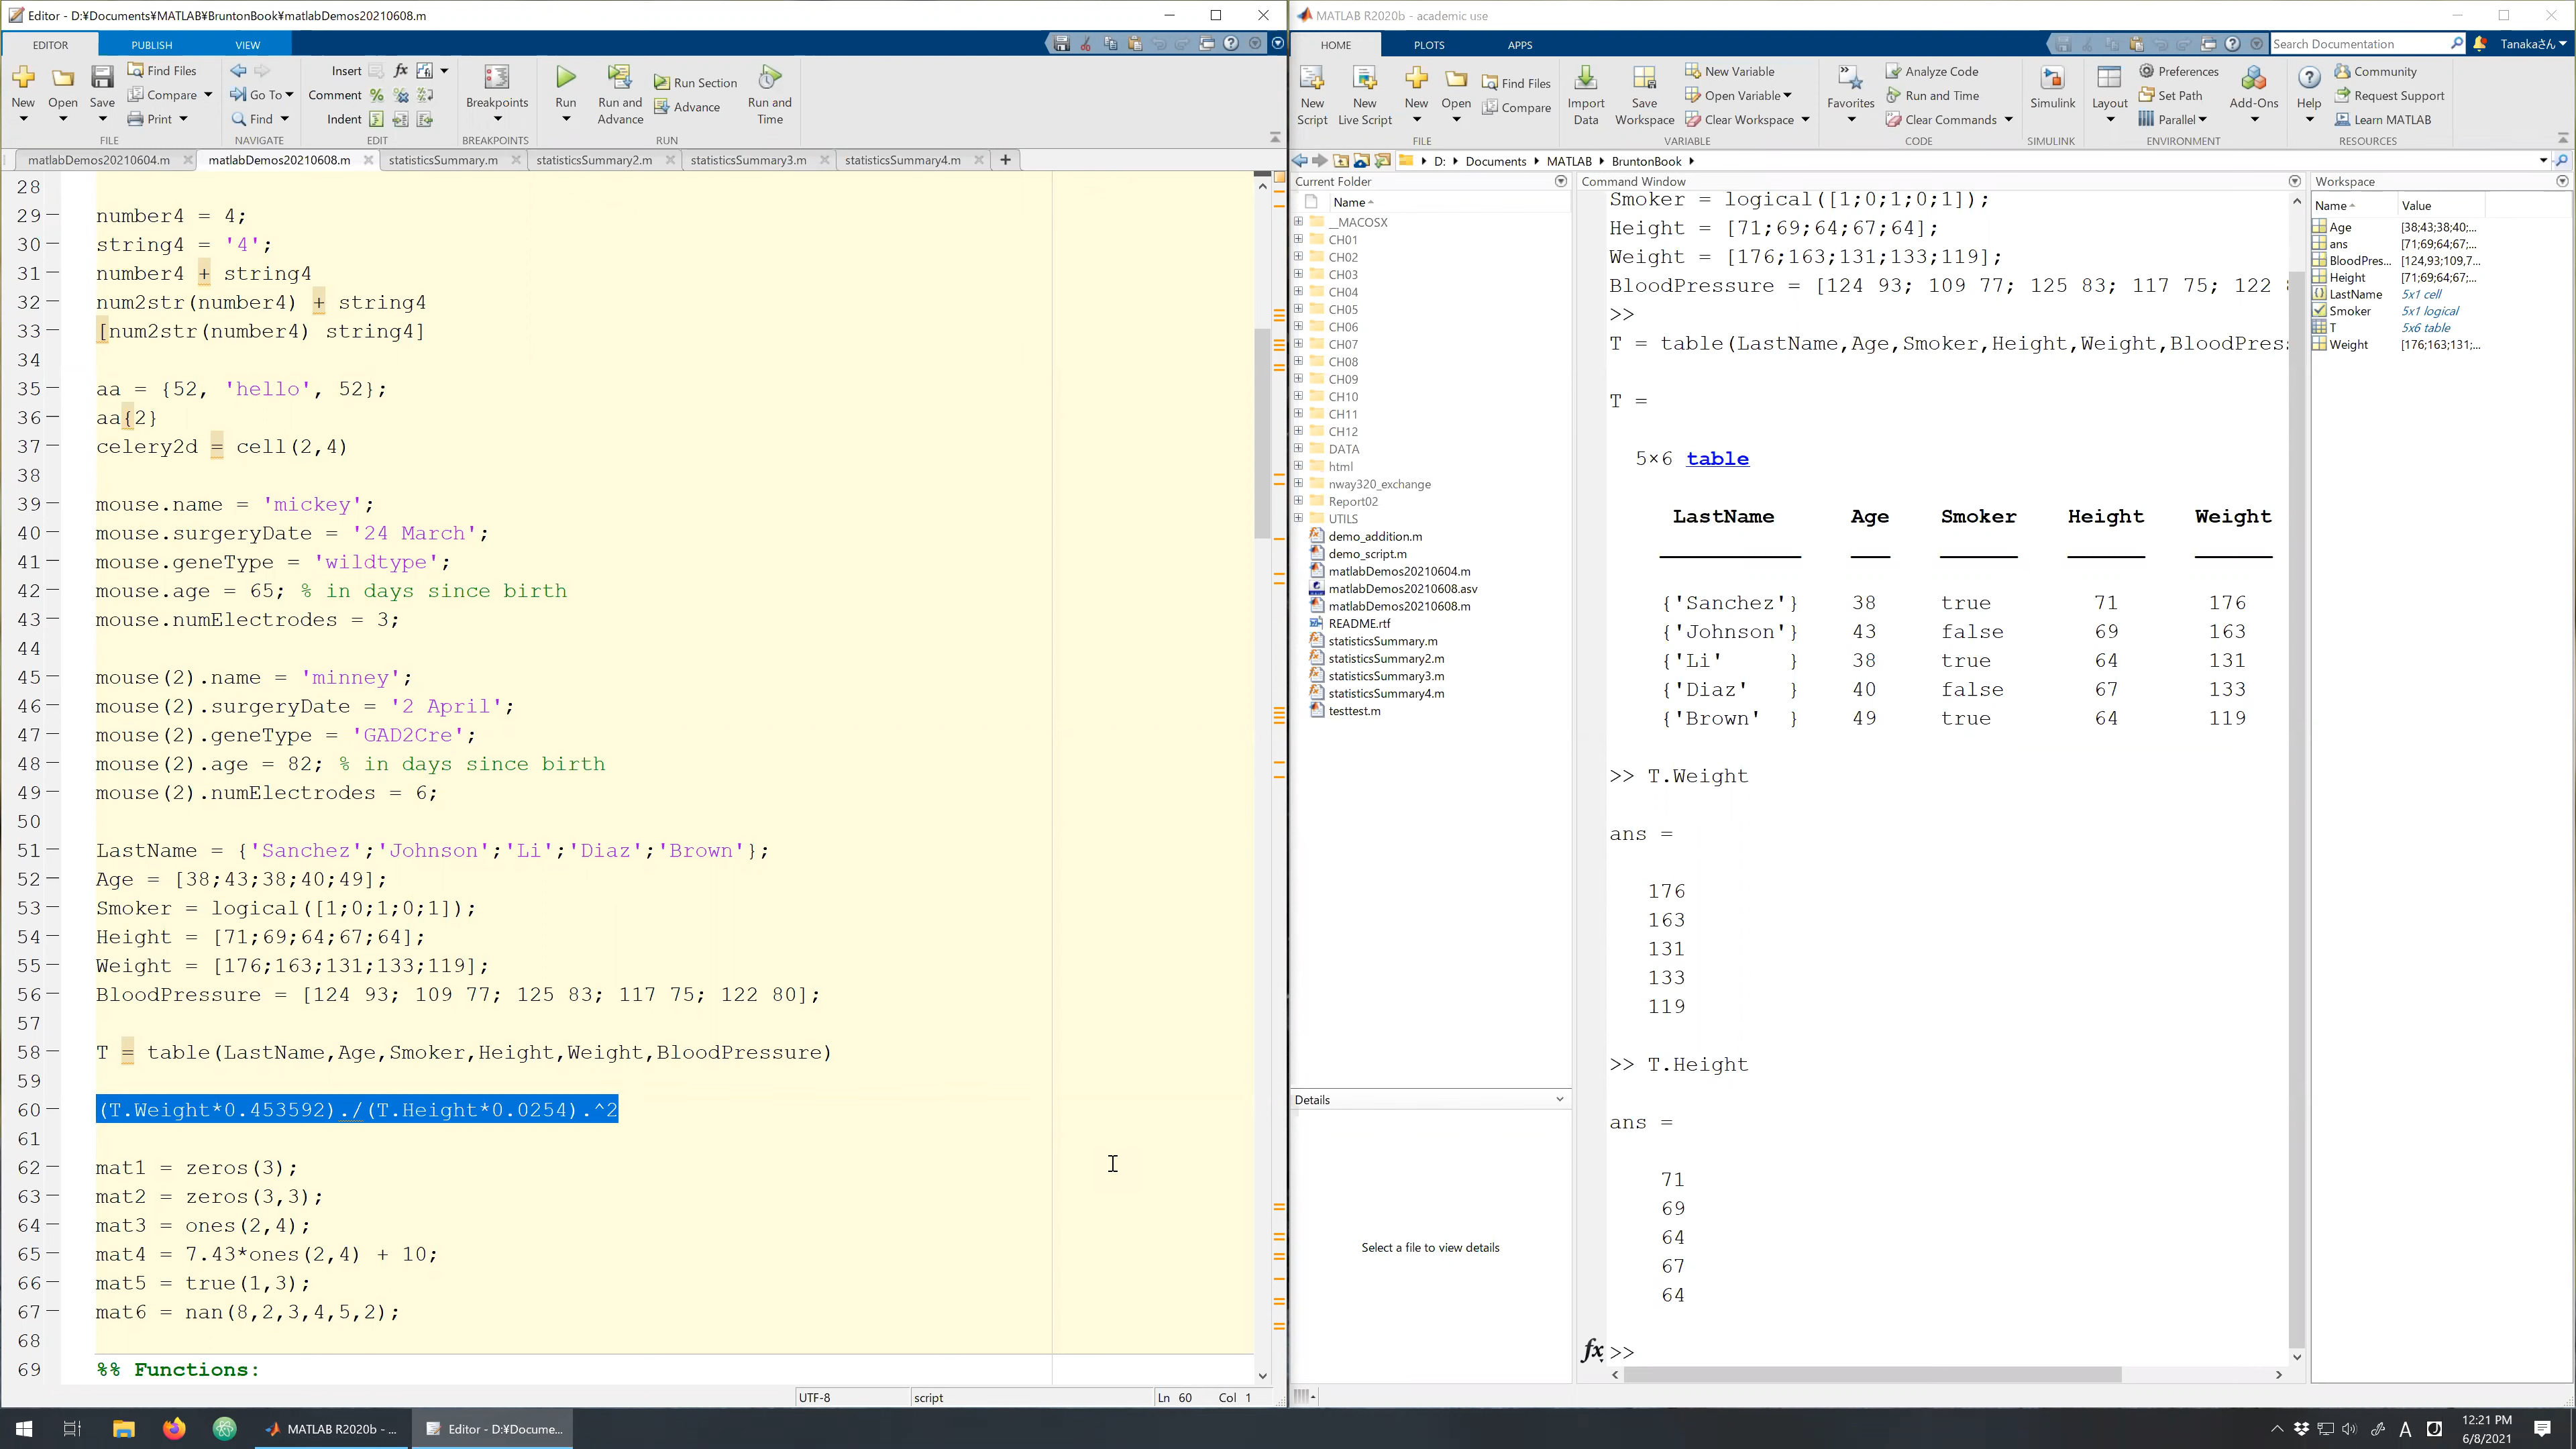 Editor - D:¥Documents¥MATLAB¥BruntonBook¥matlabDemos20210608.m
EDITOR PUBLISH VIEW
New Open Save Find Files Compare Print
FILE
Go To Find
NAVIGATE
Insert fx
Comment
Indent
EDIT
Breakpoints
BREAKPOINTS
Run Run and Advance Run Section Advance Run and Time
RUN
matlabDemos20210604.m matlabDemos20210608.m statisticsSummary.m statisticsSummary2.m statisticsSummary3.m statisticsSummary4.m
28
29 number4 = 4;
30 string4 = '4';
31 number4 + string4
32 num2str(number4) + string4
33 [num2str(number4) string4]
34
35 aa = {52, 'hello', 52};
36 aa{2}
37 celery2d = cell(2,4)
38
39 mouse.name = 'mickey';
40 mouse.surgeryDate = '24 March';
41 mouse.geneType = 'wildtype';
42 mouse.age = 65; % in days since birth
43 mouse.numElectrodes = 3;
44
45 mouse(2).name = 'minney';
46 mouse(2).surgeryDate = '2 April';
47 mouse(2).geneType = 'GAD2Cre';
48 mouse(2).age = 82; % in days since birth
49 mouse(2).numElectrodes = 6;
50
51 LastName = {'Sanchez';'Johnson';'Li';'Diaz';'Brown'};
52 Age = [38;43;38;40;49];
53 Smoker = logical([1;0;1;0;1]);
54 Height = [71;69;64;67;64];
55 Weight = [176;163;131;133;119];
56 BloodPressure = [124 93; 109 77; 125 83; 117 75; 122 80];
57
58 T = table(LastName,Age,Smoker,Height,Weight,BloodPressure)
59
60 (T.Weight*0.453592)./(T.Height*0.0254).^2
61
62 mat1 = zeros(3);
63 mat2 = zeros(3,3);
64 mat3 = ones(2,4);
65 mat4 = 7.43*ones(2,4) + 10;
66 mat5 = true(1,3);
67 mat6 = nan(8,2,3,4,5,2);
68
69 %% Functions:
UTF-8 script Ln 60 Col 1
MATLAB R2020b - academic use
HOME PLOTS APPS
Search Documentation Tanakaさん
New Script New Live Script New Open Find Files Compare
FILE
Import Data Save Workspace New Variable Open Variable Clear Workspace
VARIABLE
Favorites Analyze Code Run and Time Clear Commands
CODE
Simulink
SIMULINK
Layout Preferences Set Path Parallel Add-Ons
ENVIRONMENT
Help Community Request Support Learn MATLAB
RESOURCES
D: Documents MATLAB BruntonBook
Current Folder
Name
__MACOSX
CH01
CH02
CH03
CH04
CH05
CH06
CH07
CH08
CH09
CH10
CH11
CH12
DATA
html
nway320_exchange
Report02
UTILS
demo_addition.m
demo_script.m
matlabDemos20210604.m
matlabDemos20210608.asv
matlabDemos20210608.m
README.rtf
statisticsSummary.m
statisticsSummary2.m
statisticsSummary3.m
statisticsSummary4.m
testtest.m
Details
Select a file to view details
Command Window
Smoker = logical([1;0;1;0;1]);
Height = [71;69;64;67;64];
Weight = [176;163;131;133;119];
BloodPressure = [124 93; 109 77; 125 83; 117 75; 122
>>
T = table(LastName,Age,Smoker,Height,Weight,BloodPres
T =
5×6 table
LastName Age Smoker Height Weight
{'Sanchez'} 38 true 71 176
{'Johnson'} 43 false 69 163
{'Li' } 38 true 64 131
{'Diaz' } 40 false 67 133
{'Brown' } 49 true 64 119
>> T.Weight
ans =
176
163
131
133
119
>> T.Height
ans =
71
69
64
67
64
fx >>
Workspace
Name Value
Age [38;43;38;40;...
ans [71;69;64;67;...
BloodPres... [124,93;109,7...
Height [71;69;64;67;...
LastName 5x1 cell
Smoker 5x1 logical
T 5x6 table
Weight [176;163;131;...
MATLAB R2020b - ... Editor - D:¥Docume... A 12:21 PM
6/8/2021